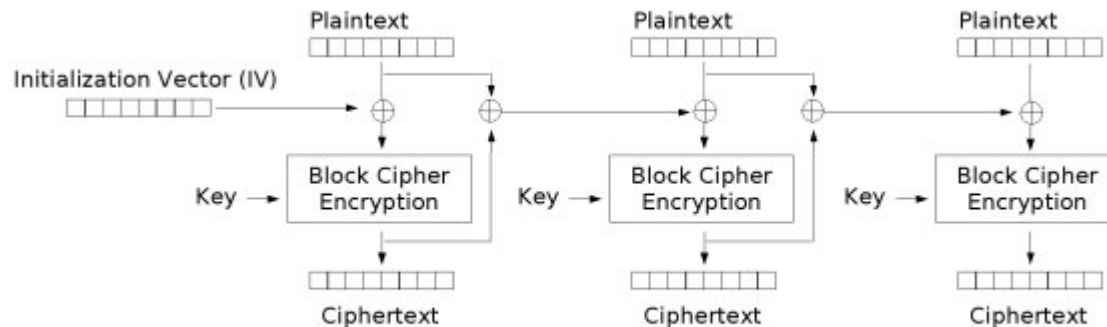 Plaintext
Plaintext
Plaintext
Initialization Vector (IV)
Key
Block Cipher
Encryption
Key
Block Cipher
Encryption
Key
Block Cipher
Encryption
Ciphertext
Ciphertext
Ciphertext